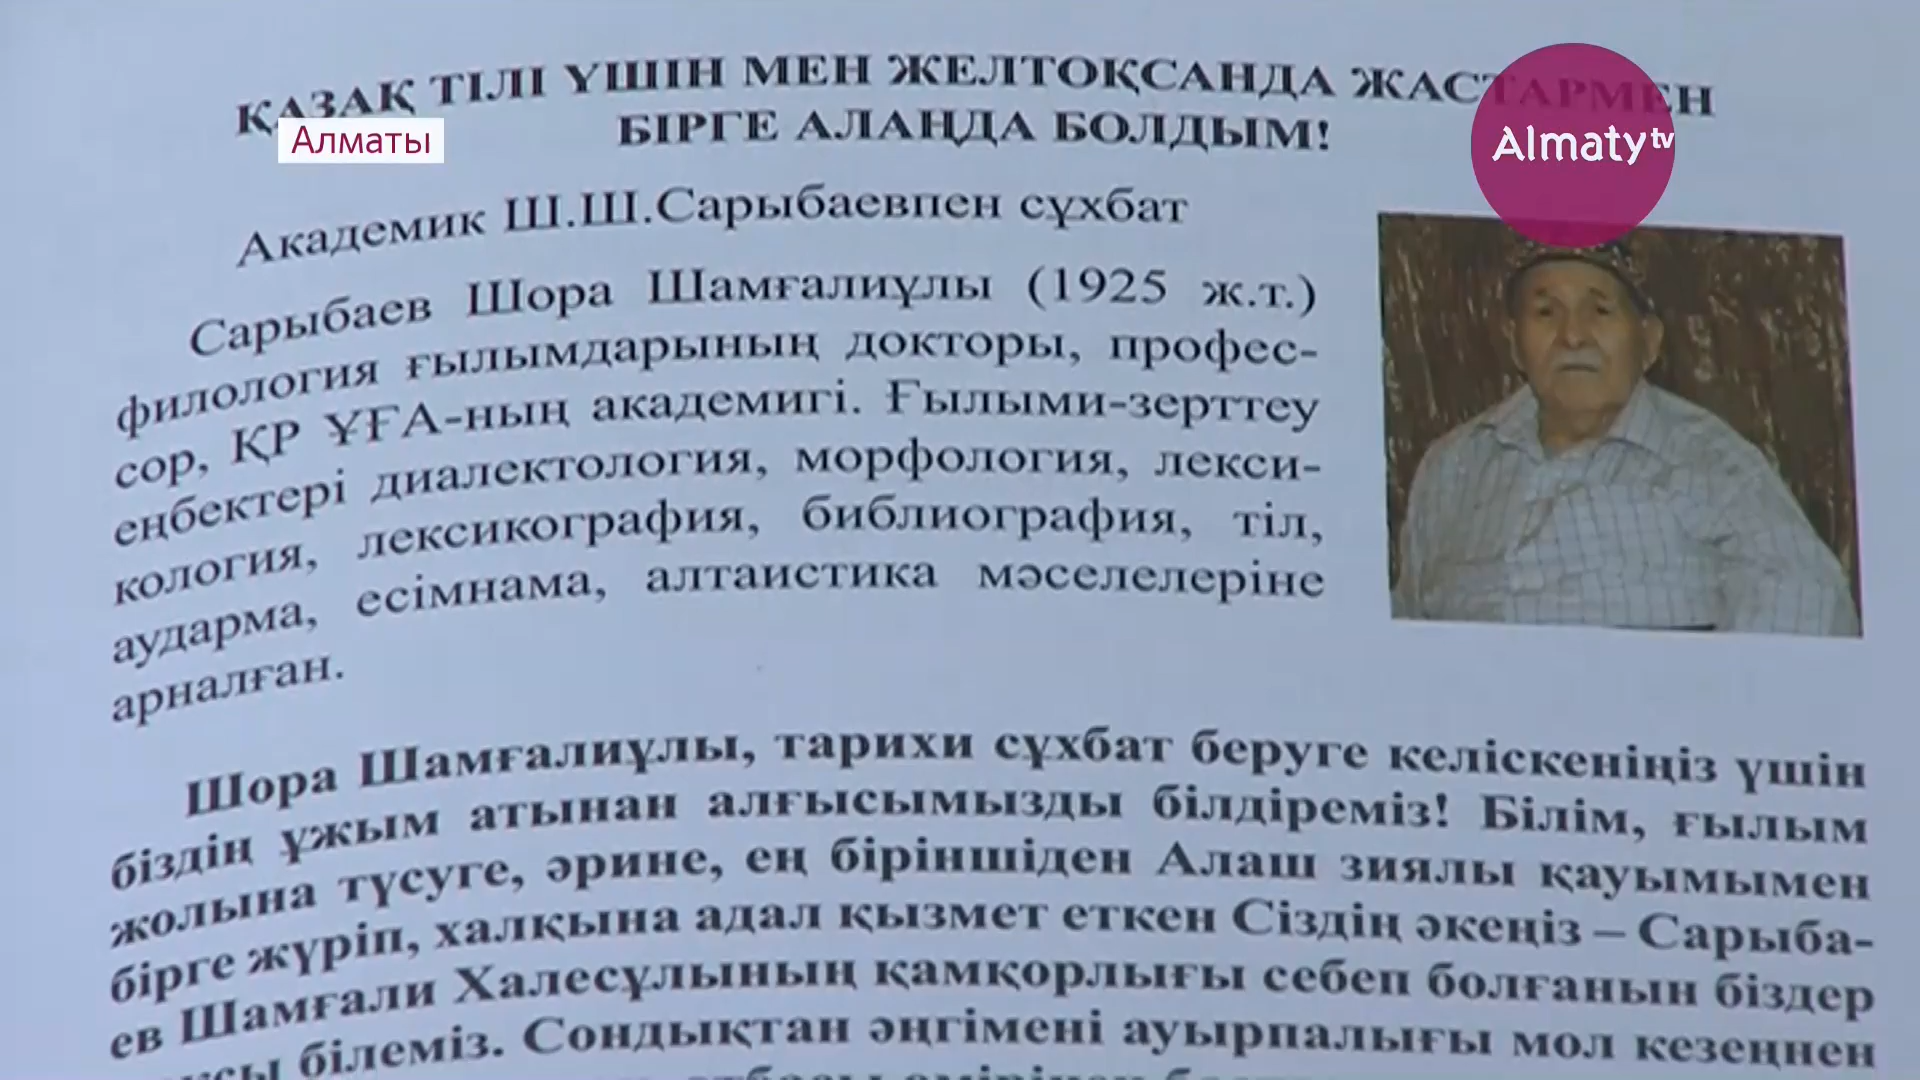 ҚАЗАҚ ТІЛІ ҮШІН МЕН ЖЕЛТОҚСАНДА ЖАСТАРМЕН
Алматы
БІРГЕ АЛАҢДА БОЛДЫМ!
Almaty tv
Академик Ш.Ш.Сарыбаевпен сұхбат
Сарыбаев Шора Шамғалиұлы (1925 ж.т.)
филология ғылымдарының докторы, профес-
сор, ҚР ҰҒА-ның академигі. Ғылыми-зерттеу
еңбектері диалектология, морфология, лекси-
кология, лексикография, библиография, тіл,
аударма, есімнама, алтаистика мәселелеріне
арналған.
Шора Шамғалиұлы, тарихи сұхбат беруге келіскеніңіз үшін
біздің ұжым атынан алғысымызды білдіреміз! Білім, ғылым
жолына түсуге, әрине, ең біріншіден Алаш зиялы қауымымен
бірге жүріп, халқына адал қызмет еткен Сіздің әкеңіз – Сарыба-
ев Шамғали Халесұлының қамқорлығы себеп болғанын біздер
білеміз. Сондықтан әңгімені ауырпалығы мол кезеңнен